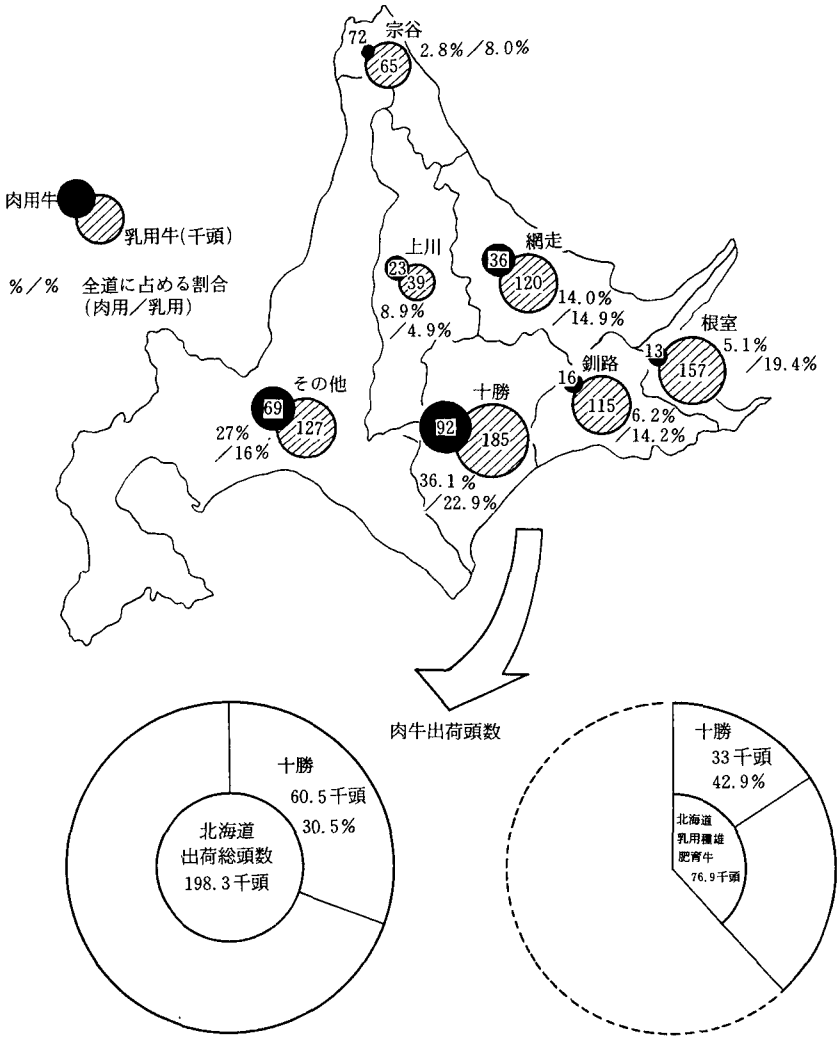 宗谷
72
65
2.8%／8.0%
肉用牛
乳用牛(千頭)
%／%　全道に占める割合
(肉用／乳用)
上川
23
39
8.9%
／4.9%
網走
36
120
14.0%
／14.9%
根室
13
157
5.1%
／19.4%
釧路
16
115
6.2%
／14.2%
その他
69
127
27%
／16%
十勝
92
185
36.1%
／22.9%
肉牛出荷頭数
十勝
60.5千頭
30.5%
北海道
出荷総頭数
198.3千頭
十勝
33千頭
42.9%
北海道
乳用種雄
肥育牛
76.9千頭